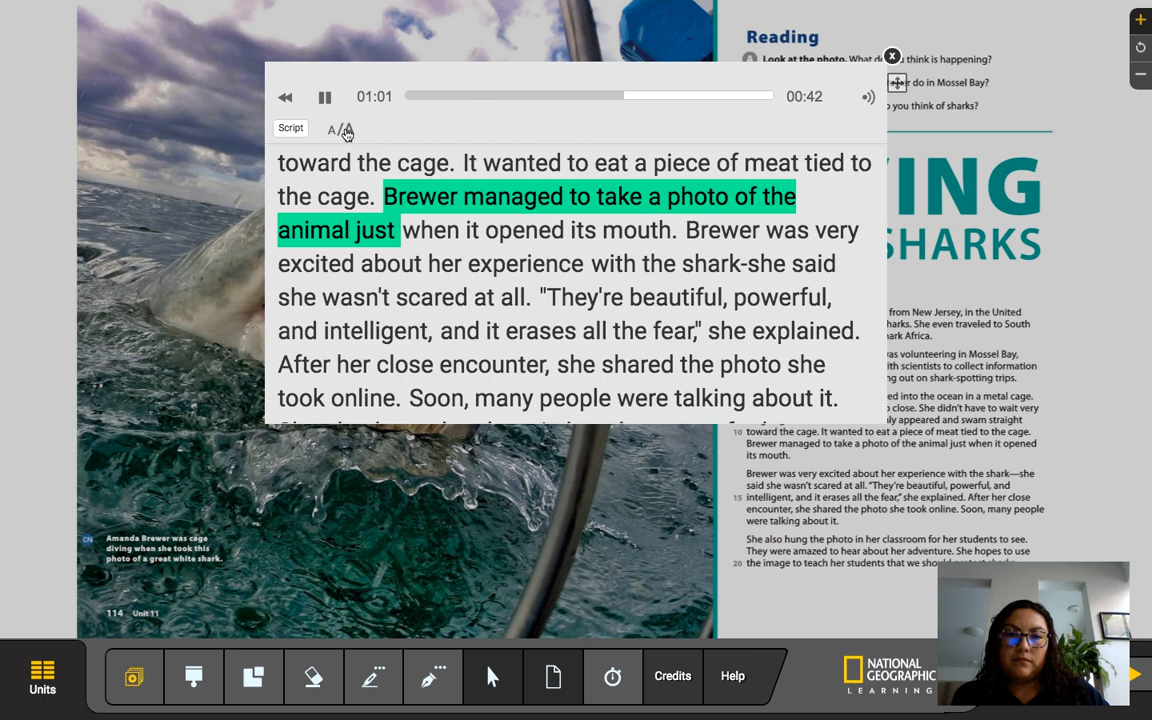 Reading
Look at the photo. What do you think is happening?
er do in Mossel Bay?
o you think of sharks?
01:01
00:42
x
Script
A/A
toward the cage. It wanted to eat a piece of meat tied to
the cage. Brewer managed to take a photo of the
animal just when it opened its mouth. Brewer was very
excited about her experience with the shark-she said
she wasn't scared at all. "They're beautiful, powerful,
and intelligent, and it erases all the fear," she explained.
After her close encounter, she shared the photo she
took online. Soon, many people were talking about it.
ING
SHARKS
from New Jersey, in the United
harks. She even traveled to South
ark Africa.
was volunteering in Mossel Bay,
ith scientists to collect information
ng out on shark-spotting trips.
ed into the ocean in a metal cage.
o close. She didn't have to wait very
ly appeared and swam straight
10 toward the cage. It wanted to eat a piece of meat tied to the cage.
Brewer managed to take a photo of the animal just when it opened
its mouth.
Brewer was very excited about her experience with the shark—she
said she wasn't scared at all. "They're beautiful, powerful, and
15 intelligent, and it erases all the fear," she explained. After her close
encounter, she shared the photo she took online. Soon, many people
were talking about it.
She also hung the photo in her classroom for her students to see.
They were amazed to hear about her adventure. She hopes to use
20 the image to teach her students that we should protect sharks.
CN
Amanda Brewer was cage
diving when she took this
photo of a great white shark.
114 Unit 11
Units
Credits
Help
NATIONAL
GEOGRAPHIC
LEARNING